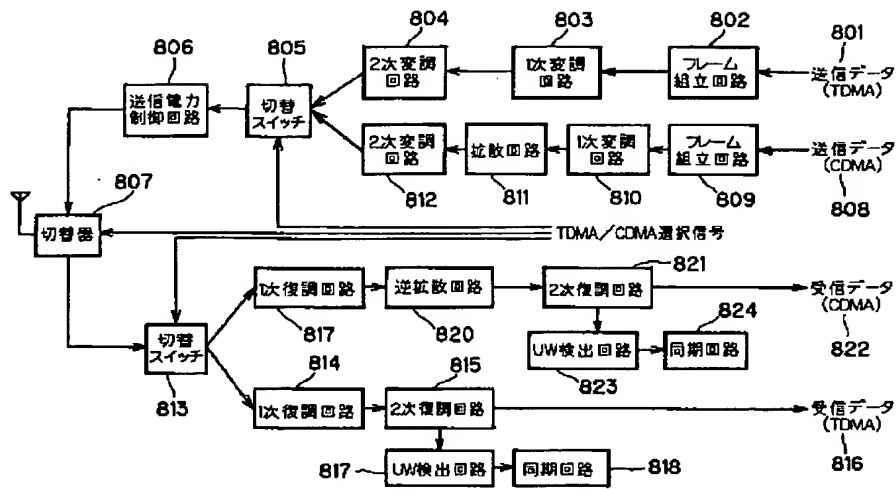 804
803
802
801
806
805
2次変調
回路
1次変調
回路
フレーム
組立回路
送信データ
(TDMA)
送信電力
制御回路
切替
スイッチ
2次変調
回路
拡散回路
1次変調
回路
フレーム
組立回路
送信データ
(CDMA)
812
811
810
809
808
807
切替器
TDMA/CDMA選択信号
821
1次復調回路
逆拡散回路
2次復調回路
受信データ
(CDMA)
817
820
824
822
切替
スイッチ
UW検出回路
同期回路
823
813
814
815
1次復調回路
2次復調回路
受信データ
(TDMA)
816
817
UW検出回路
同期回路
818